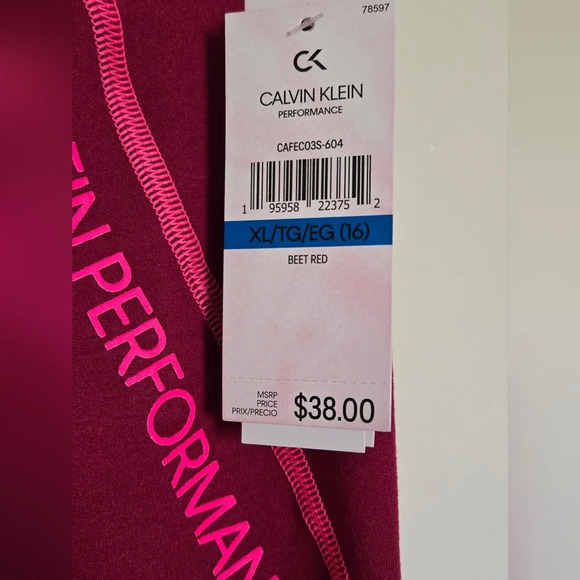 78597
CK
CALVIN KLEIN
PERFORMANCE
CAFEC03S-604
1 95958 22375 2
XL/TG/EG (16)
BEET RED
MSRP
PRICE
PRIX/PRECIO
$38.00
EIN PERFORMAN